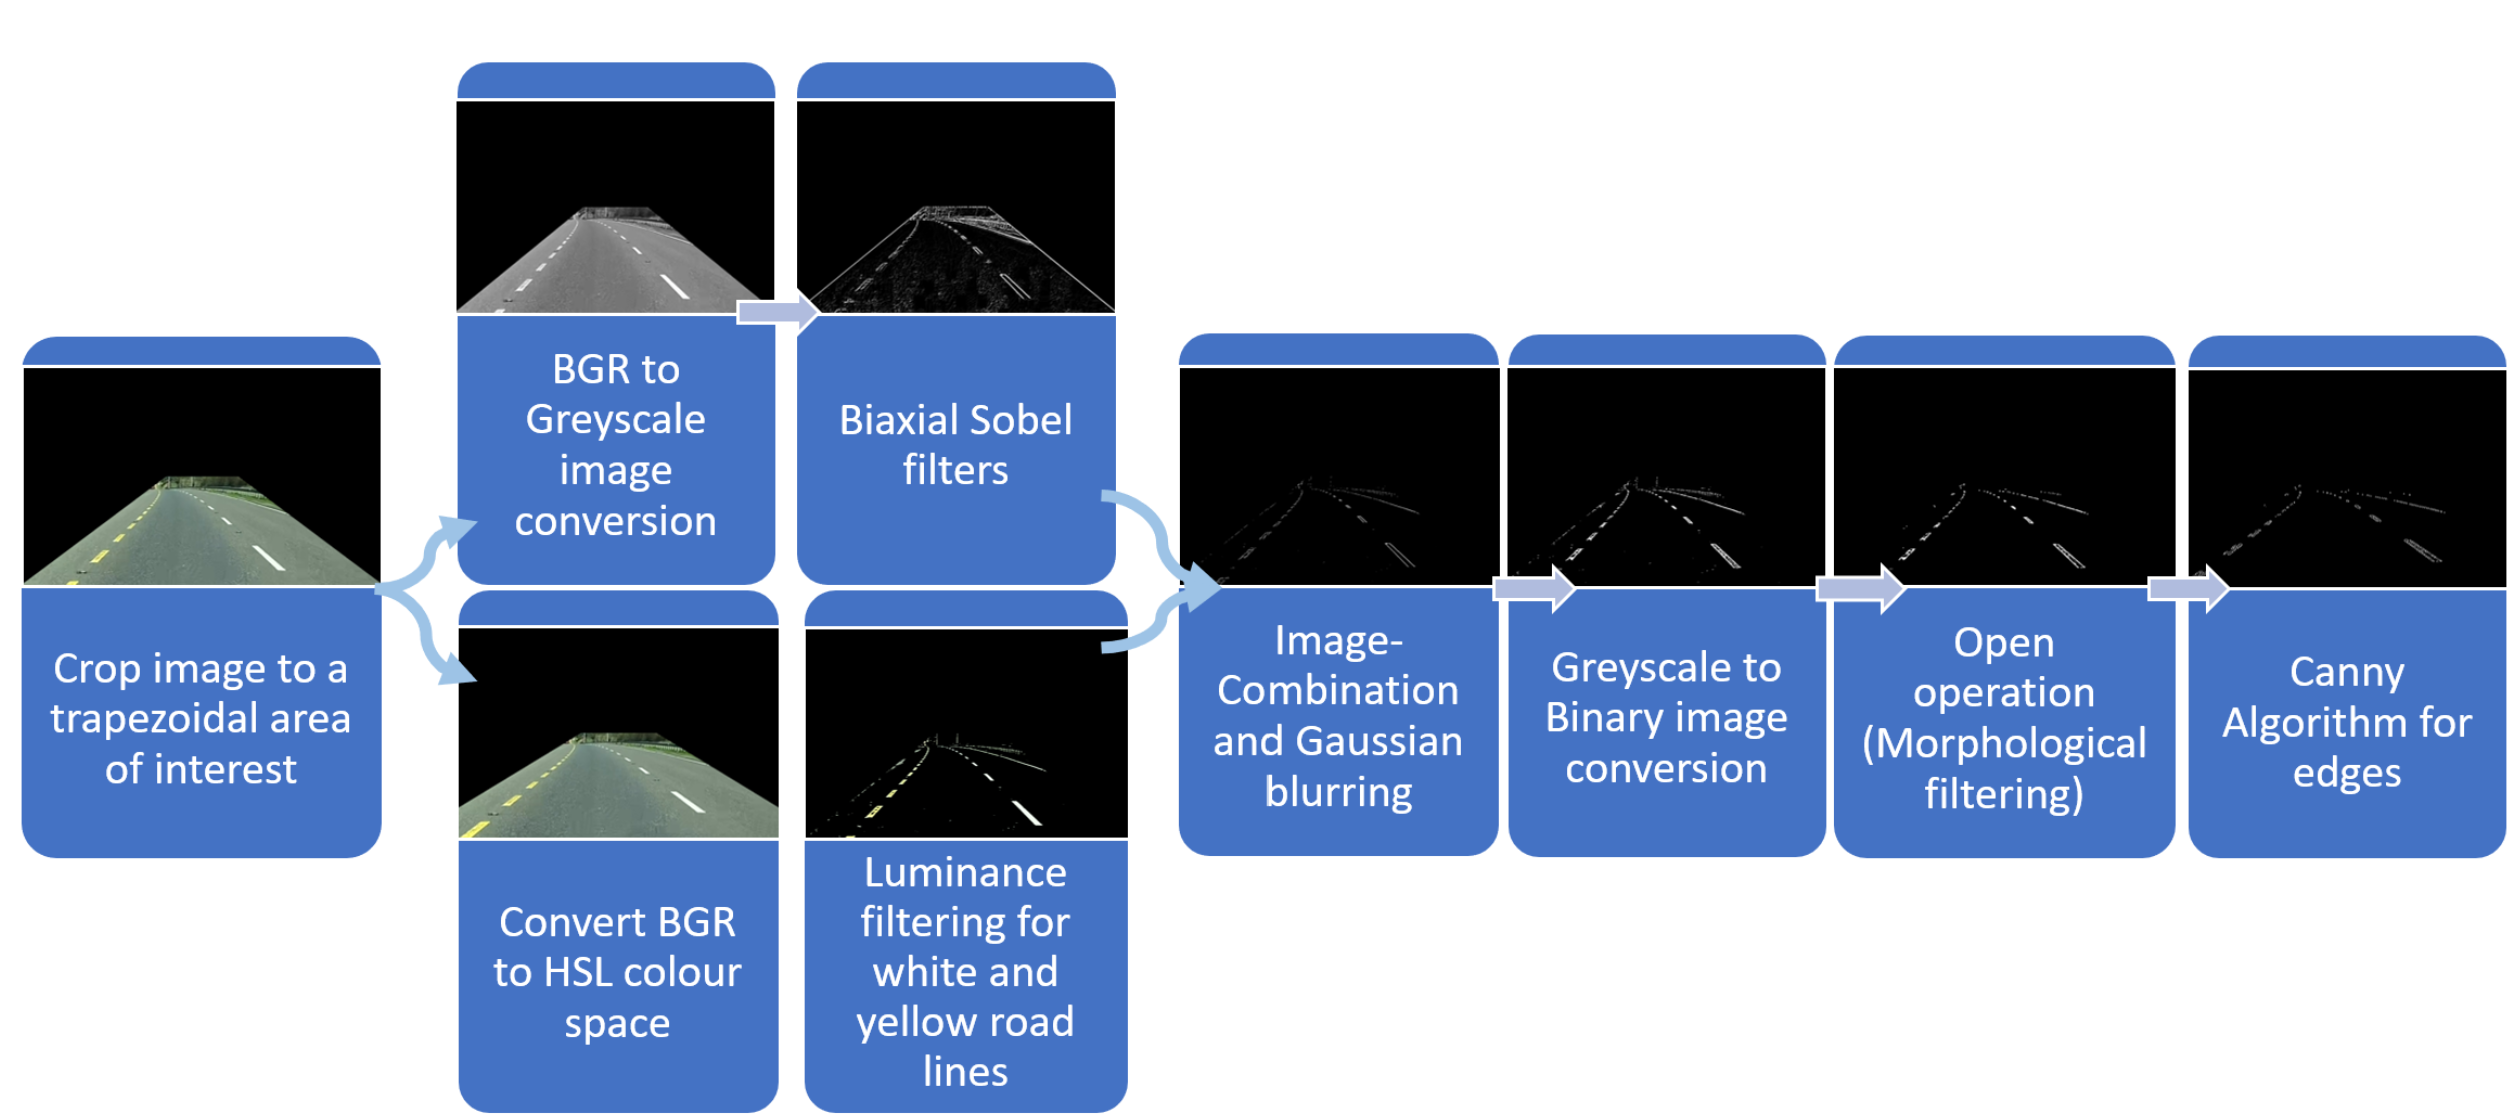 Crop image to a
trapezoidal area
of interest
BGR to
Greyscale
image
conversion
Biaxial Sobel
filters
Convert BGR
to HSL colour
space
Luminance
filtering for
white and
yellow road
lines
Image-
Combination
and Gaussian
blurring
Greyscale to
Binary image
conversion
Open
operation
(Morphological
filtering)
Canny
Algorithm for
edges